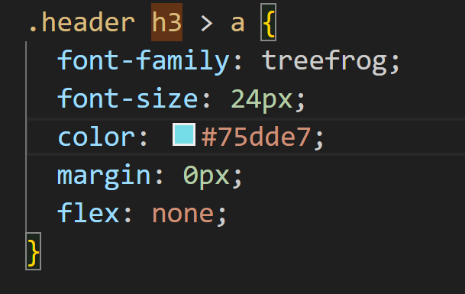 .header h3 > a {
font-family: treefrog;
font-size: 24px;
color: #75dde7;
margin: 0px;
flex: none;
}